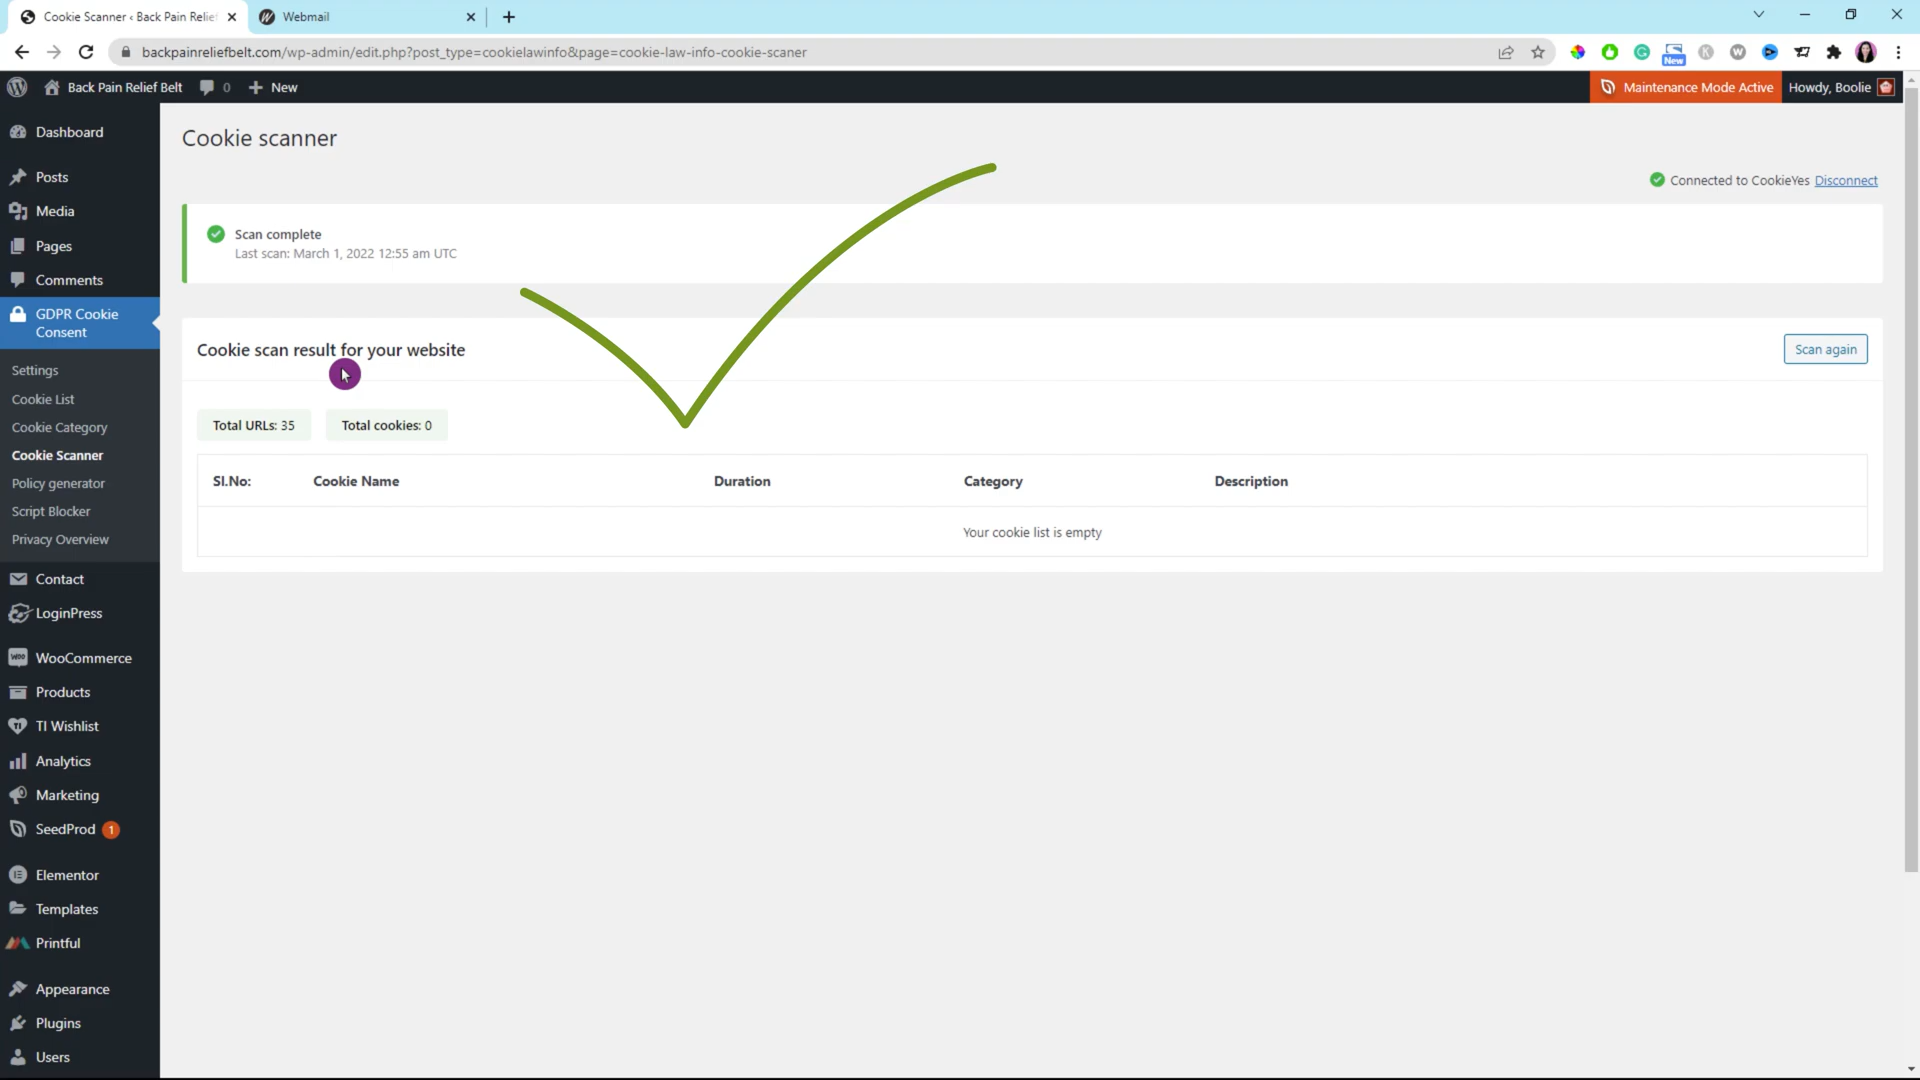 Cookie Scanner ‹ Back Pain Relief
Webmail
backpainreliefbelt.com/wp-admin/edit.php?post_type=cookielawinfo&page=cookie-law-info-cookie-scaner
New
Back Pain Relief Belt
0
New
Maintenance Mode Active
Howdy, Boolie
Dashboard
Posts
Media
Pages
Comments
GDPR Cookie
Consent
Settings
Cookie List
Cookie Category
Cookie Scanner
Policy generator
Script Blocker
Privacy Overview
Contact
LoginPress
WooCommerce
Products
TI Wishlist
Analytics
Marketing
SeedProd 1
Elementor
Templates
Printful
Appearance
Plugins
Users
Cookie scanner
Connected to CookieYes Disconnect
Scan complete
Last scan: March 1, 2022 12:55 am UTC
Cookie scan result for your website
Scan again
Total URLs: 35
Total cookies: 0
Sl.No:
Cookie Name
Duration
Category
Description
Your cookie list is empty